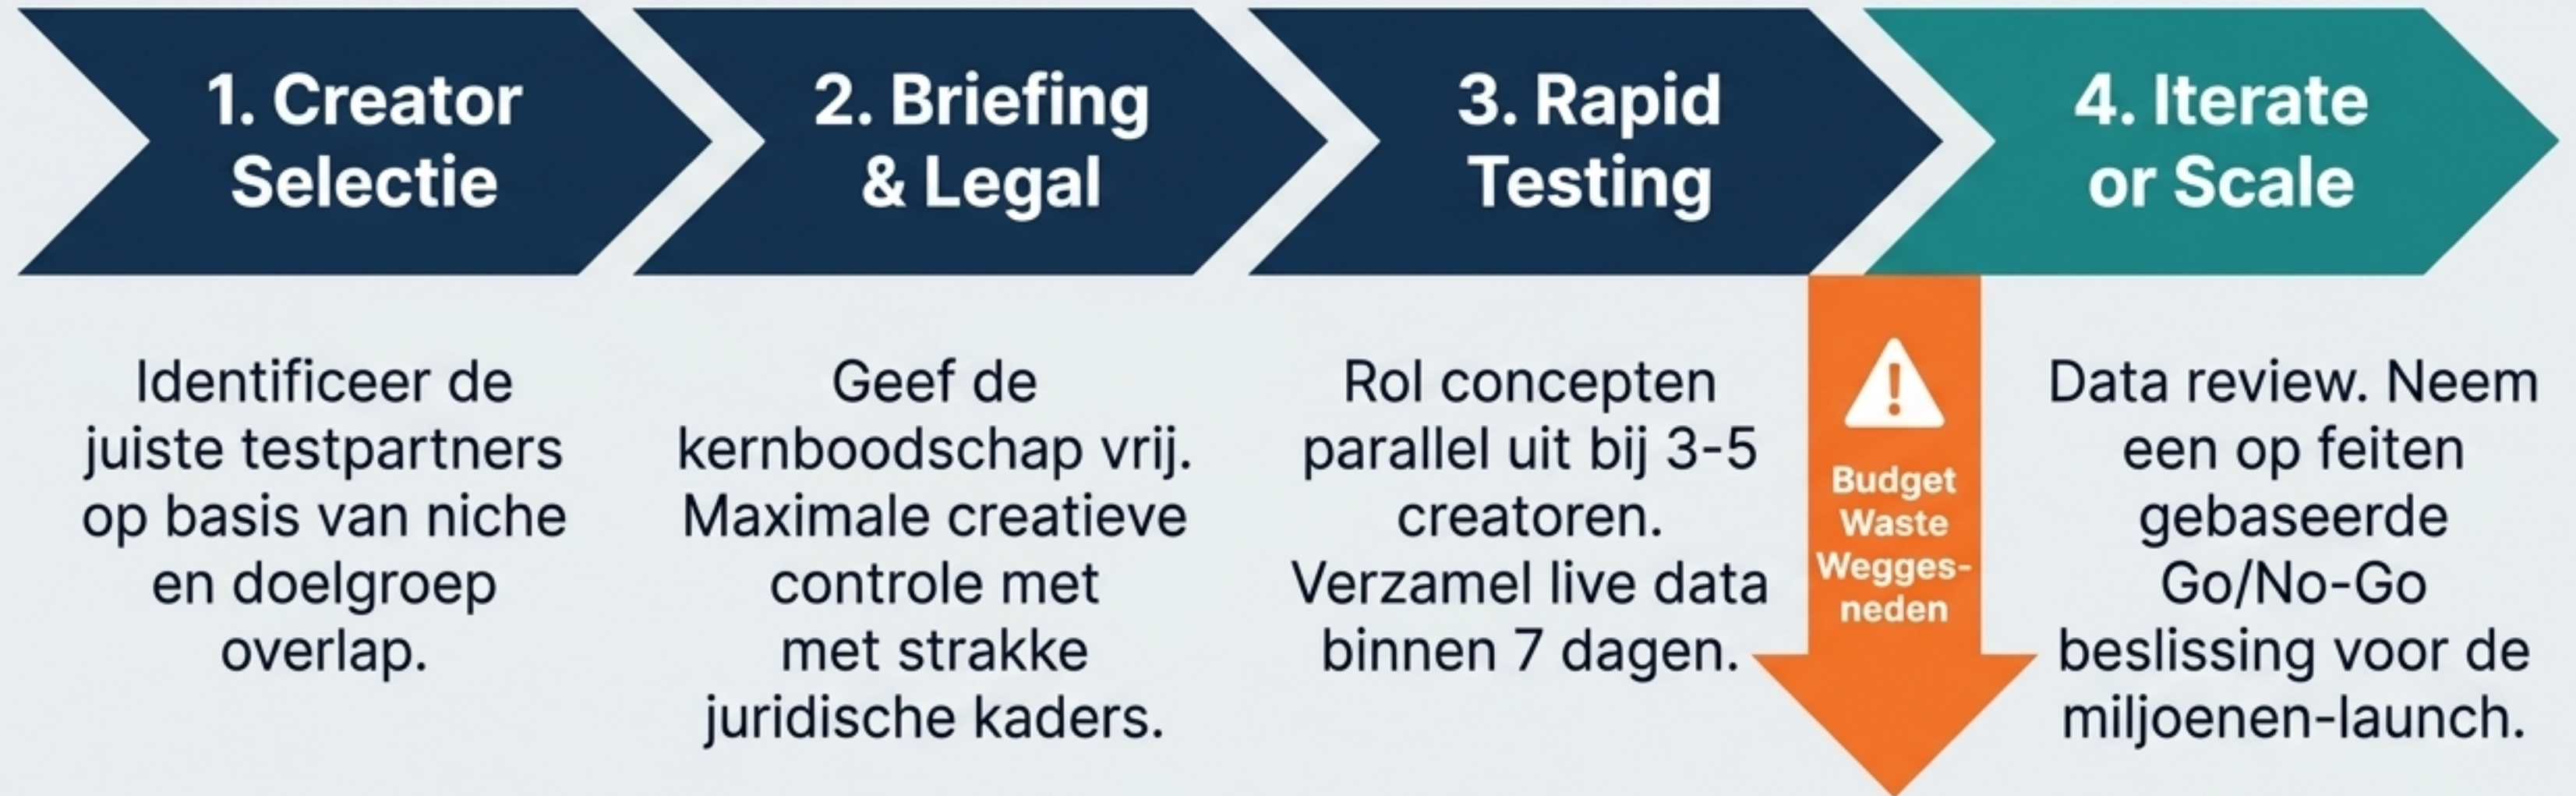 1. Creator
Selectie
2. Briefing
& Legal
3. Rapid
Testing
4. Iterate
or Scale
Identificeer de
juiste testpartners
op basis van niche
en doelgroep
overlap.
Geef de
kernboodschap vrij.
Maximale creatieve
controle met
met strakke
juridische kaders.
Rol concepten
parallel uit bij 3-5
creatoren.
Verzamel live data
binnen 7 dagen.
Budget
Waste
Wegges-
neden
Data review. Neem
een op feiten
gebaseerde
Go/No-Go
beslissing voor de
miljoenen-launch.